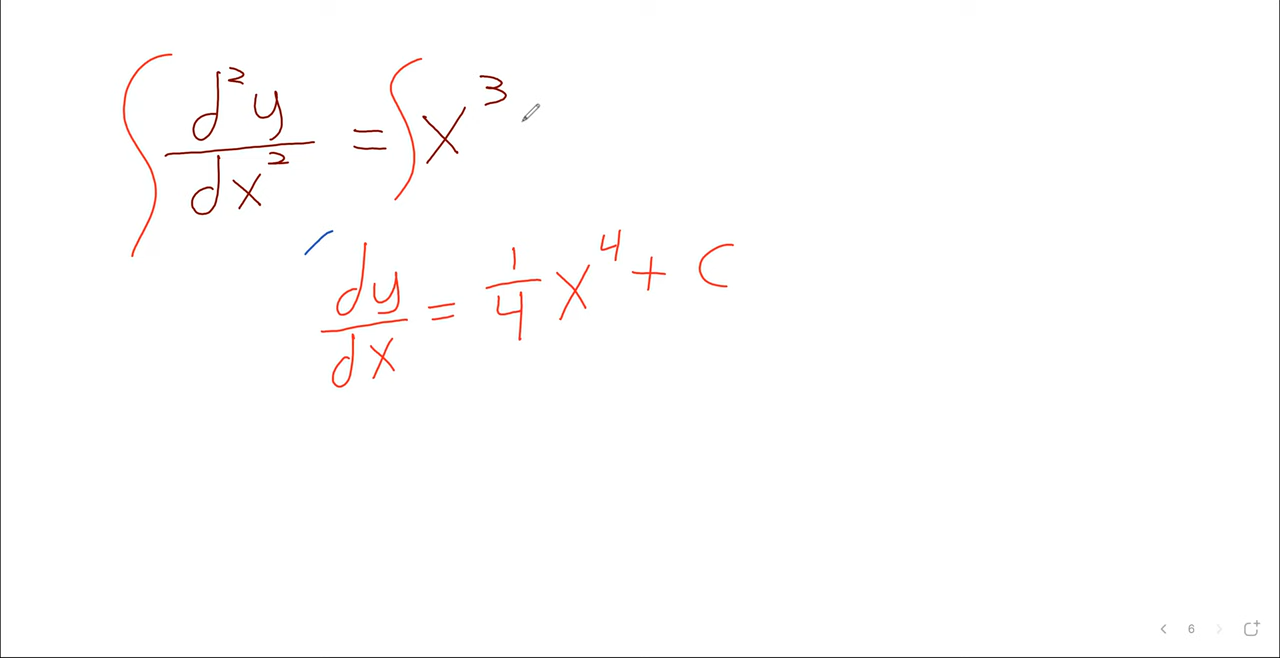 ∫ d²y/dx² = ∫ x³
dy/dx = 1/4 x⁴ + C
6